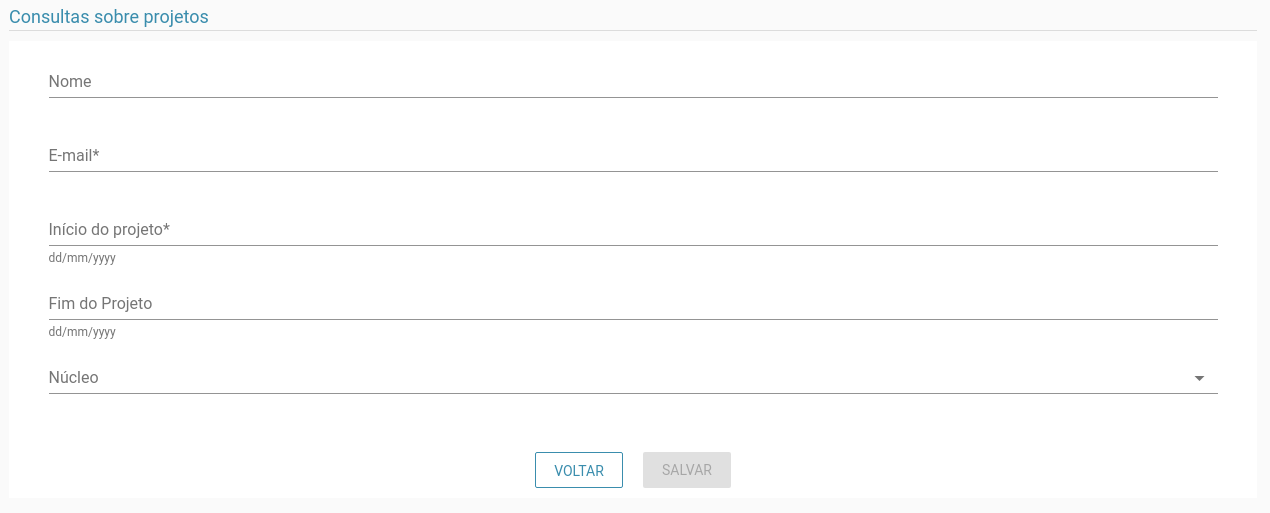 Consultas sobre projetos
Nome
E-mail*
Início do projeto*
dd/mm/yyyy
Fim do Projeto
dd/mm/yyyy
Núcleo
VOLTAR SALVAR